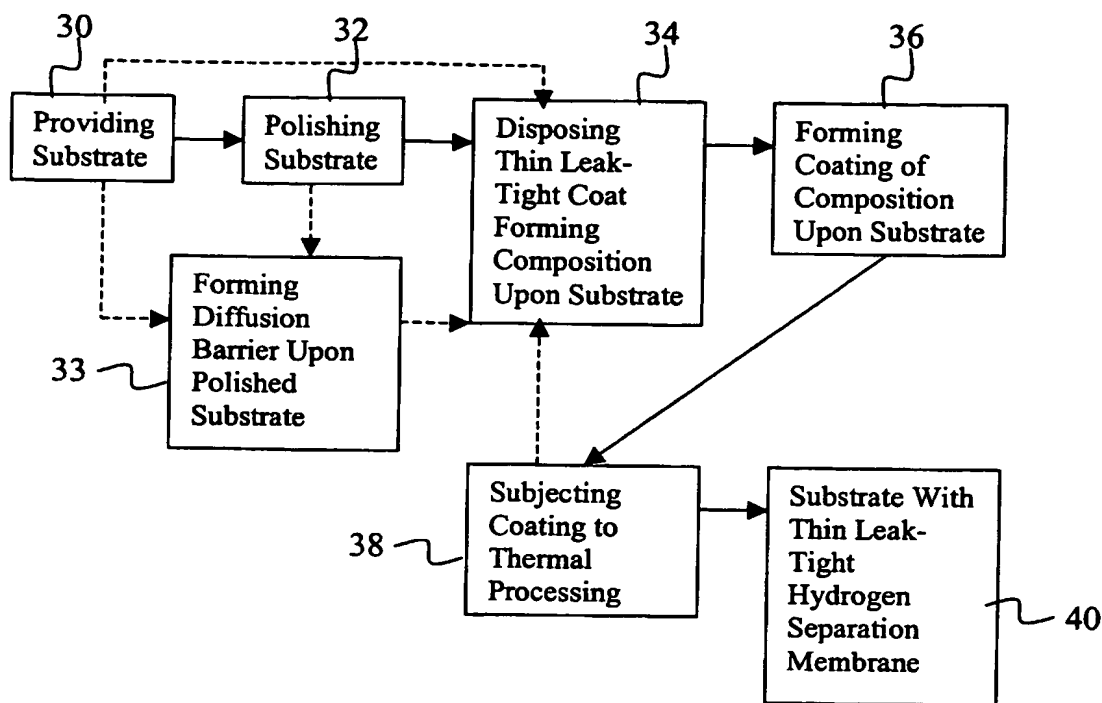 30
32
34
36
Providing
Substrate
Polishing
Substrate
Disposing
Thin Leak-
Tight Coat
Forming
Composition
Upon Substrate
Forming
Coating of
Composition
Upon Substrate
33
Forming
Diffusion
Barrier Upon
Polished
Substrate
38
Subjecting
Coating to
Thermal
Processing
Substrate With
Thin Leak-
Tight
Hydrogen
Separation
Membrane
40